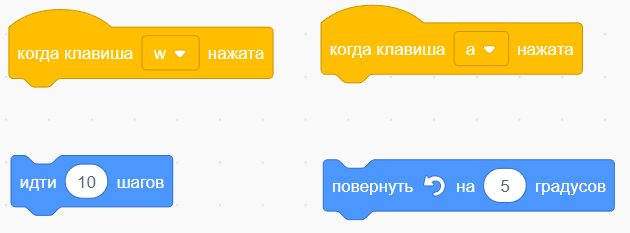 когда клавиша w нажата
когда клавиша a нажата
идти 10 шагов
повернуть на 5 градусов